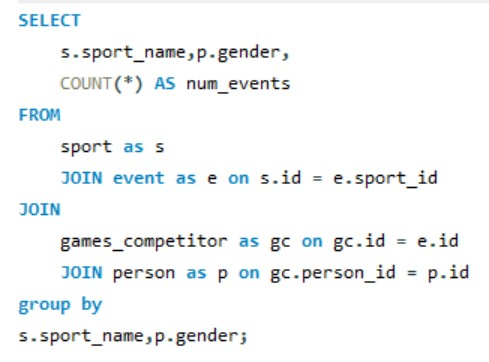 SELECT
s.sport_name,p.gender,
COUNT(*) AS num_events
FROM
sport as s
JOIN event as e on s.id = e.sport_id
JOIN
games_competitor as gc on gc.id = e.id
JOIN person as p on gc.person_id = p.id
group by
s.sport_name,p.gender;